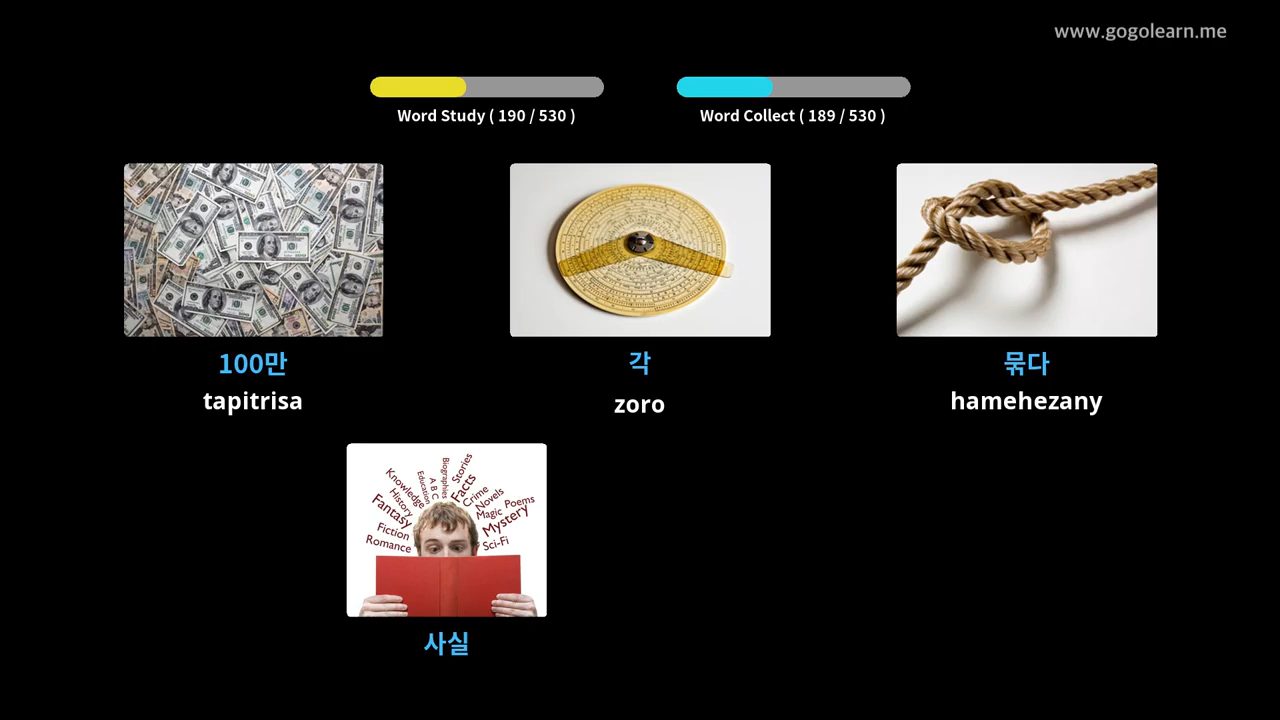 www.gogolearn.me
Word Study ( 190 / 530 )
Word Collect ( 189 / 530 )
100만
tapitrisa
각
zoro
묶다
hamehezany
Knowledge
History
Fantasy
Fiction
Romance
Education
A B C
Biographies
Stories
Facts
Crime
Novels
Magic
Poems
Mystery
Sci-Fi
사실